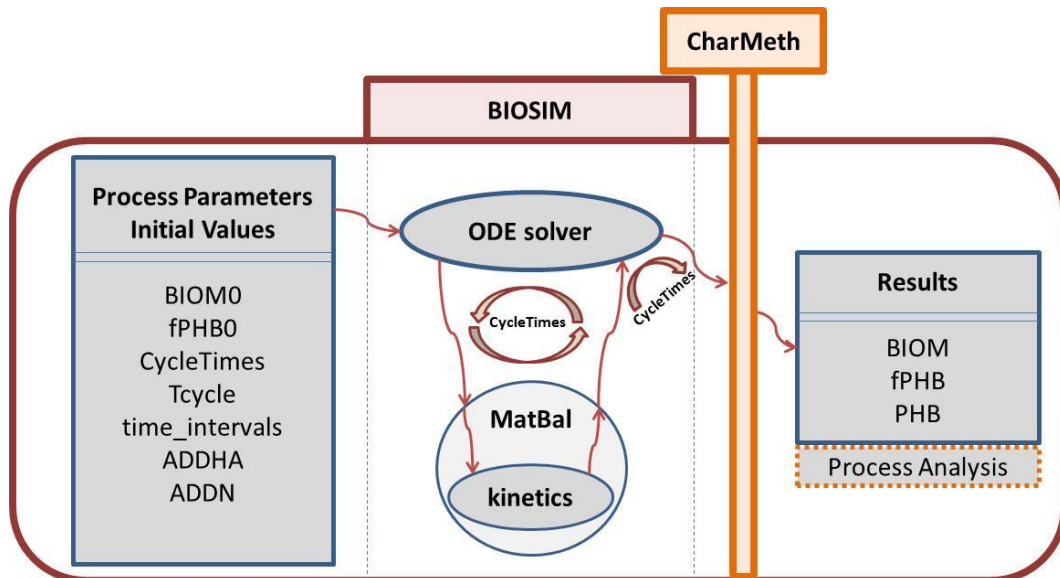 CharMeth
BIOSIM
Process Parameters
Initial Values
BIOM0
fPHB0
CycleTimes
Tcycle
time_intervals
ADDHA
ADDN
ODE solver
CycleTimes
CycleTimes
MatBal
kinetics
Results
BIOM
fPHB
PHB
Process Analysis